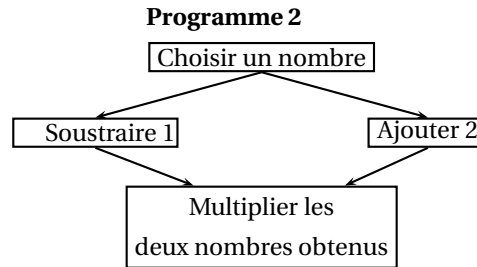 Programme 2
Choisir un nombre
Soustraire 1
Ajouter 2
Multiplier les
deux nombres obtenus